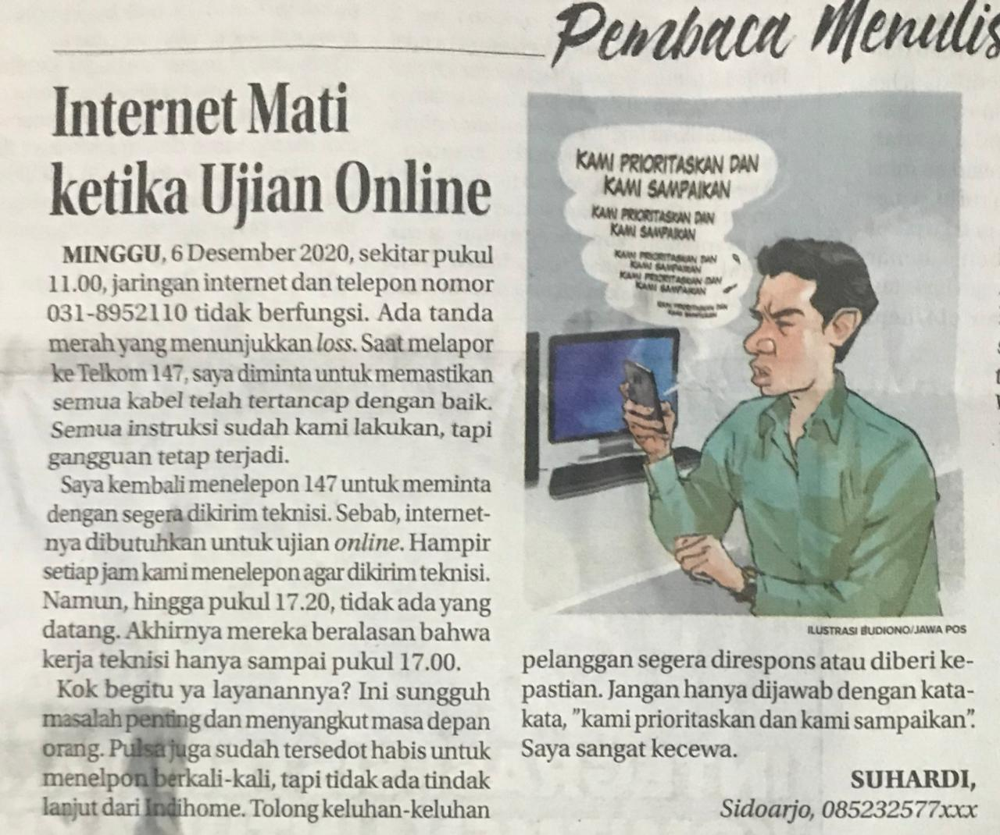 Pembaca Menulis
Internet Mati
ketika Ujian Online
MINGGU, 6 Desember 2020, sekitar pukul
11.00, jaringan internet dan telepon nomor
031-8952110 tidak berfungsi. Ada tanda
merah yang menunjukkan loss. Saat melapor
ke Telkom 147, saya diminta untuk memastikan
semua kabel telah tertancap dengan baik.
Semua instruksi sudah kami lakukan, tapi
gangguan tetap terjadi.
Saya kembali menelepon 147 untuk meminta
dengan segera dikirim teknisi. Sebab, internet-
nya dibutuhkan untuk ujian online. Hampir
setiap jam kami menelepon agar dikirim teknisi.
Namun, hingga pukul 17.20, tidak ada yang
datang. Akhirnya mereka beralasan bahwa
kerja teknisi hanya sampai pukul 17.00.
Kok begitu ya layanannya? Ini sungguh
masalah penting dan menyangkut masa depan
orang. Pulsa juga sudah tersedot habis untuk
menelpon berkali-kali, tapi tidak ada tindak
lanjut dari Indihome. Tolong keluhan-keluhan
KAMI PRIORITASKAN DAN
KAMI SAMPAIKAN
KAMI PRIORITASKAN DAN
KAMI SAMPAIKAN
KAMI PRIORITASKAN DAN
KAMI SAMPAIKAN
KAMI PRIORITASKAN DAN
KAMI SAMPAIKAN
KAMI PRIORITASKAN DAN
KAMI SAMPAIKAN
ILUSTRASI BUDIONO/JAWA POS
pelanggan segera direspons atau diberi ke-
pastian. Jangan hanya dijawab dengan kata-
kata, "kami prioritaskan dan kami sampaikan".
Saya sangat kecewa.
SUHARDI,
Sidoarjo, 085232577xxx